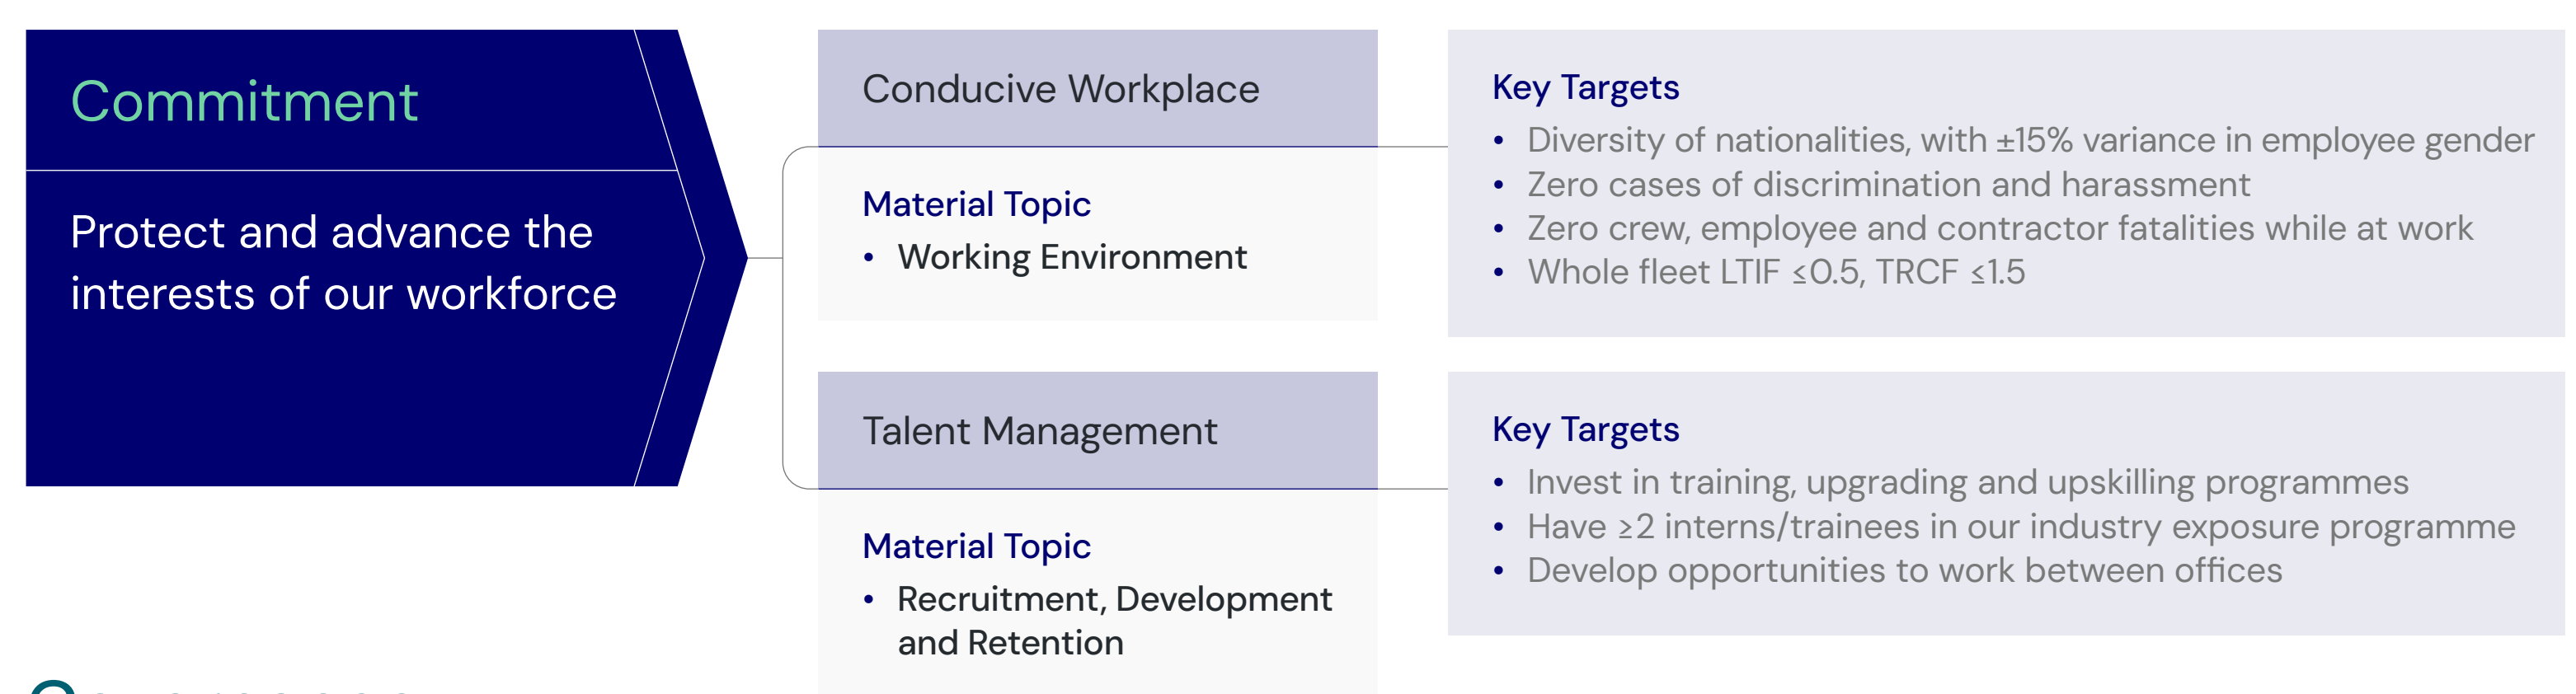 Commitment
Protect and advance the
interests of our workforce
Conducive Workplace
Material Topic
• Working Environment
Key Targets
• Diversity of nationalities, with ±15% variance in employee gender
• Zero cases of discrimination and harassment
• Zero crew, employee and contractor fatalities while at work
• Whole fleet LTIF ≤0.5, TRCF ≤1.5
Talent Management
Material Topic
• Recruitment, Development
and Retention
Key Targets
• Invest in training, upgrading and upskilling programmes
• Have ≥2 interns/trainees in our industry exposure programme
• Develop opportunities to work between offices